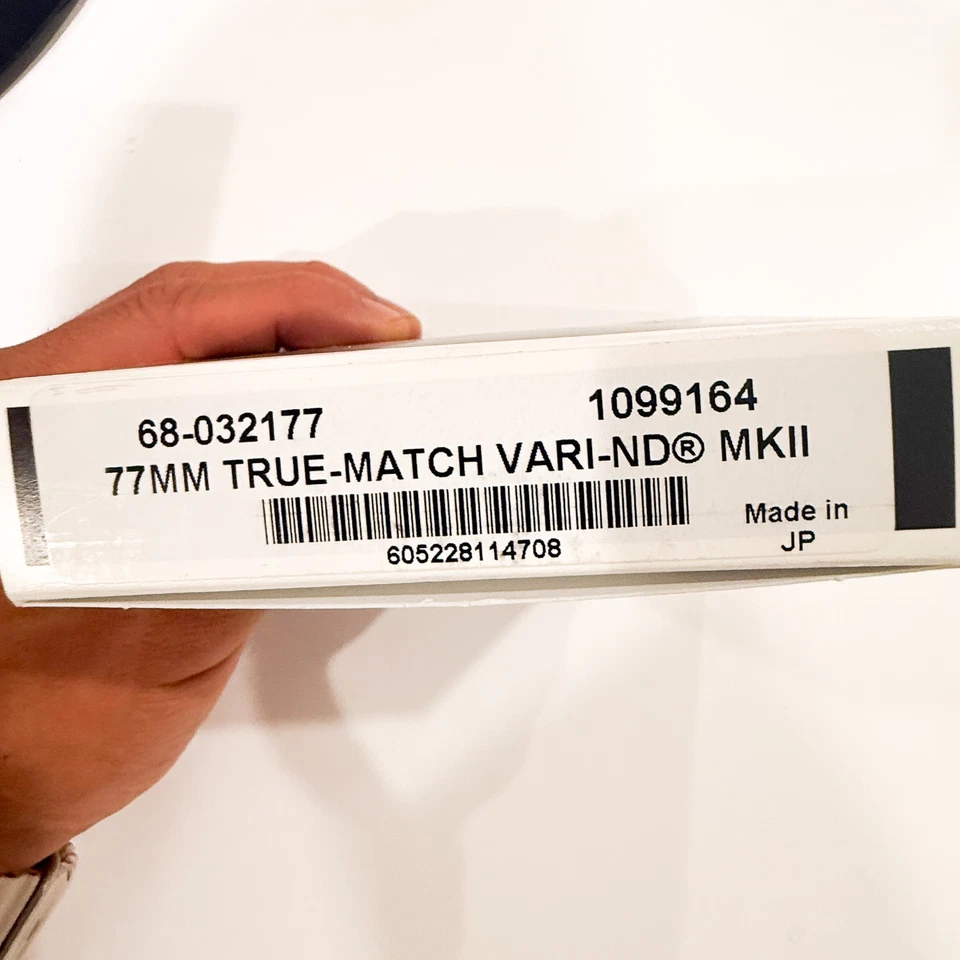 68-032177 1099164
77MM TRUE-MATCH VARI-ND® MKII
605228114708
Made in
JP